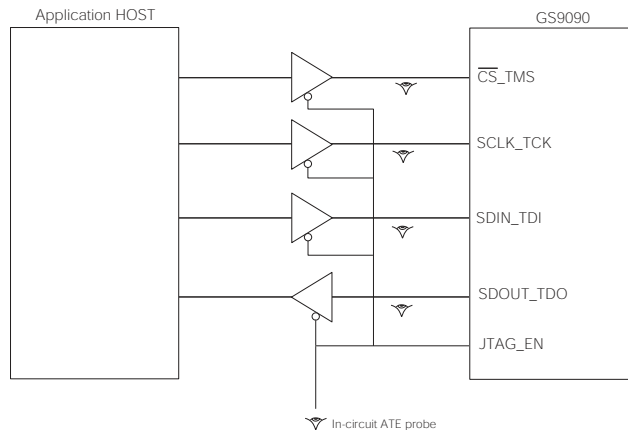 Application HOST
GS9090
CS_TMS
SCLK_TCK
SDIN_TDI
SDOUT_TDO
JTAG_EN
In-circuit ATE probe